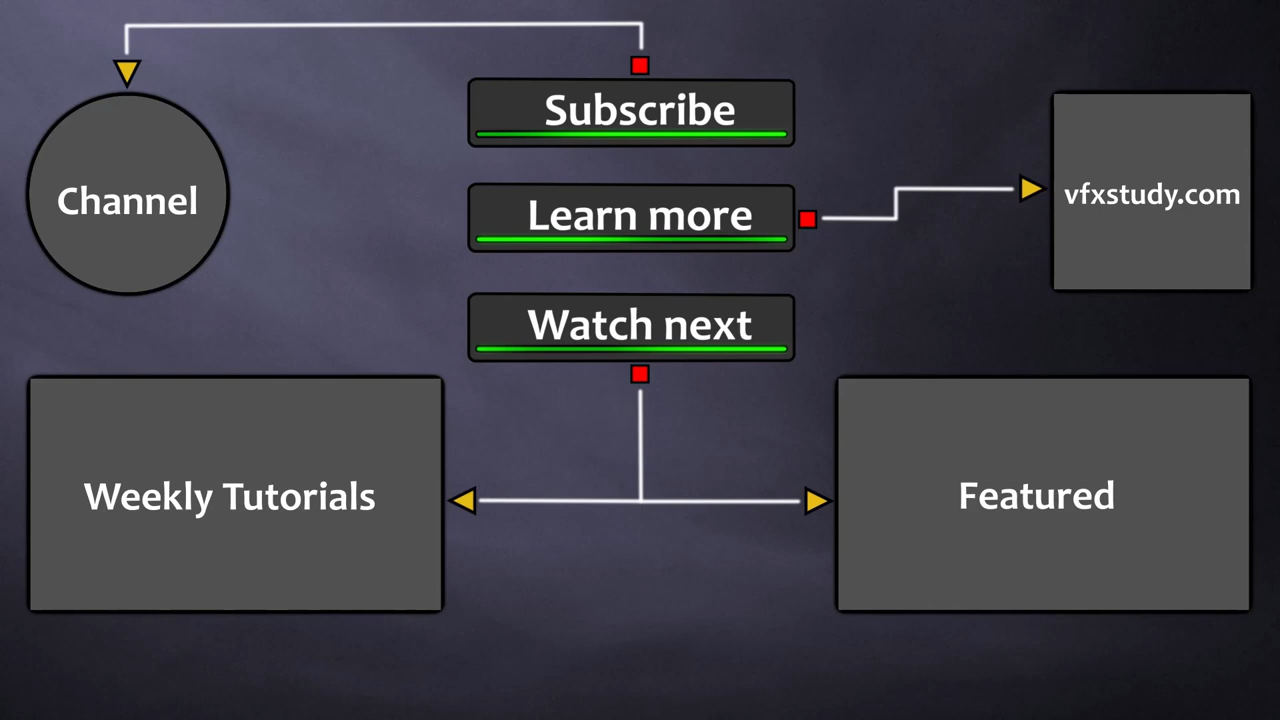 Subscribe
Channel
Learn more
vfxstudy.com
Watch next
Weekly Tutorials
Featured